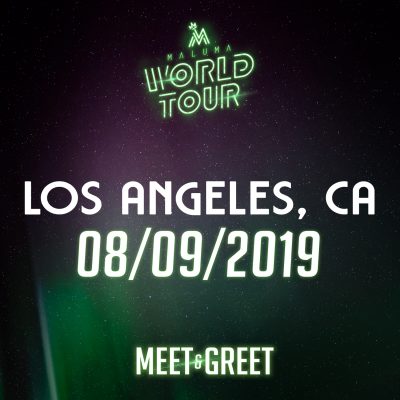 M
MALUMA
WORLD
TOUR
LOS ANGELES, CA
08/09/2019
MEET&GREET